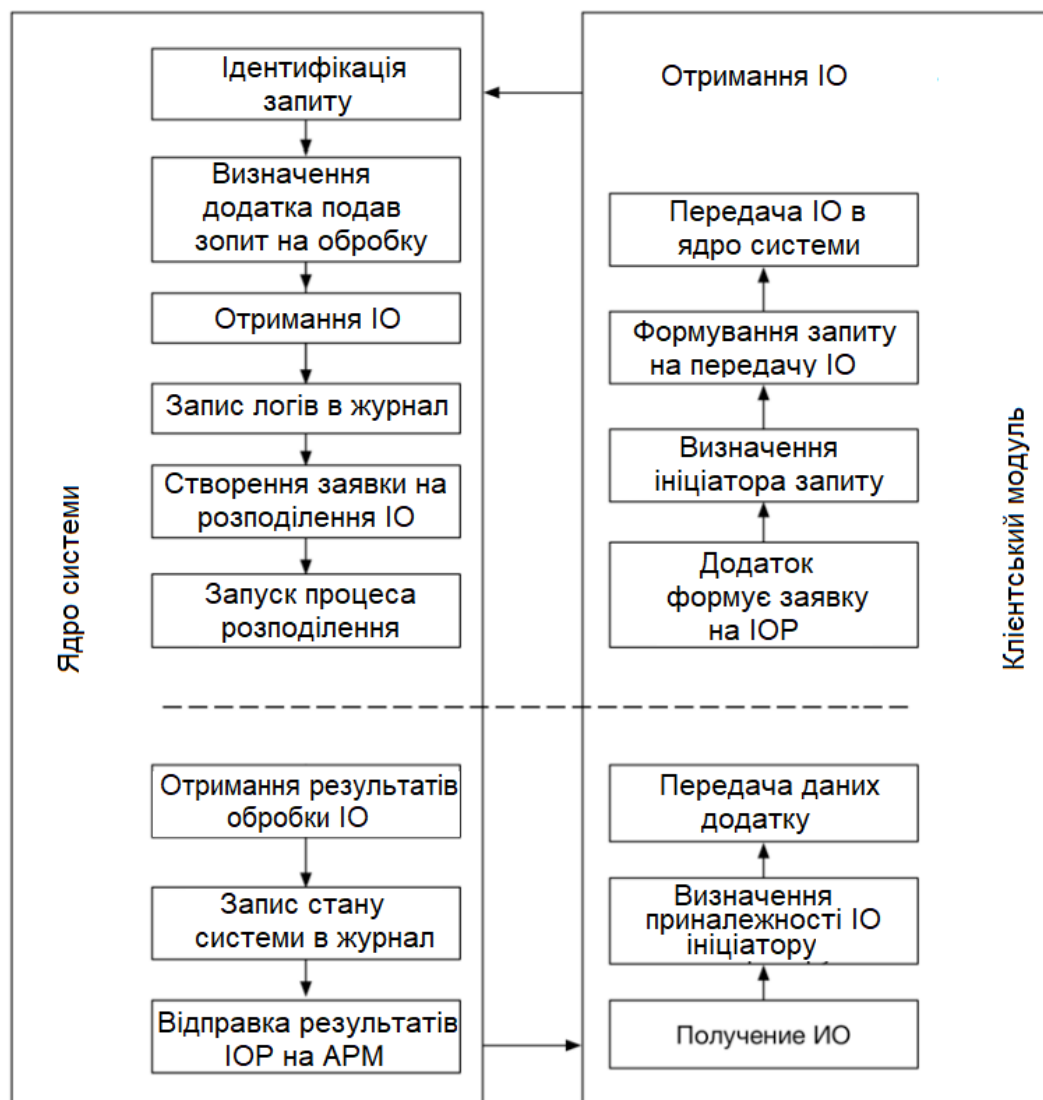 Ядро системи
Ідентифікація
запиту
Визначення
додатка подав
зопит на обробку
Отримання ІО
Запис логів в журнал
Створення заявки на
розподілення ІО
Запуск процеса
розподілення
Отримання результатів
обробки ІО
Запис стану
системи в журнал
Відправка результатів
ІОР на АРМ
Отримання ІО
Передача ІО в
ядро системи
Формування запиту
на передачу ІО
Визначення
ініціатора запиту
Додаток
формує заявку
на ІОР
Передача даних
додатку
Визначення
приналежності ІО
ініціатору
Получение ИО
Клієнтський модуль